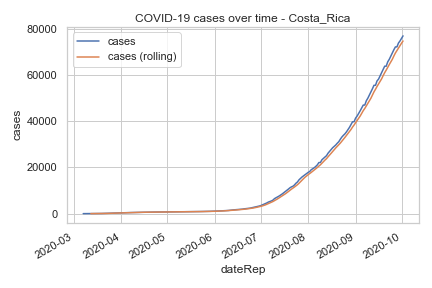 COVID-19 cases over time - Costa_Rica
cases
cases (rolling)
80000
60000
40000
20000
0
cases
2020-03
2020-04
2020-05
2020-06
2020-07
2020-08
2020-09
2020-10
dateRep